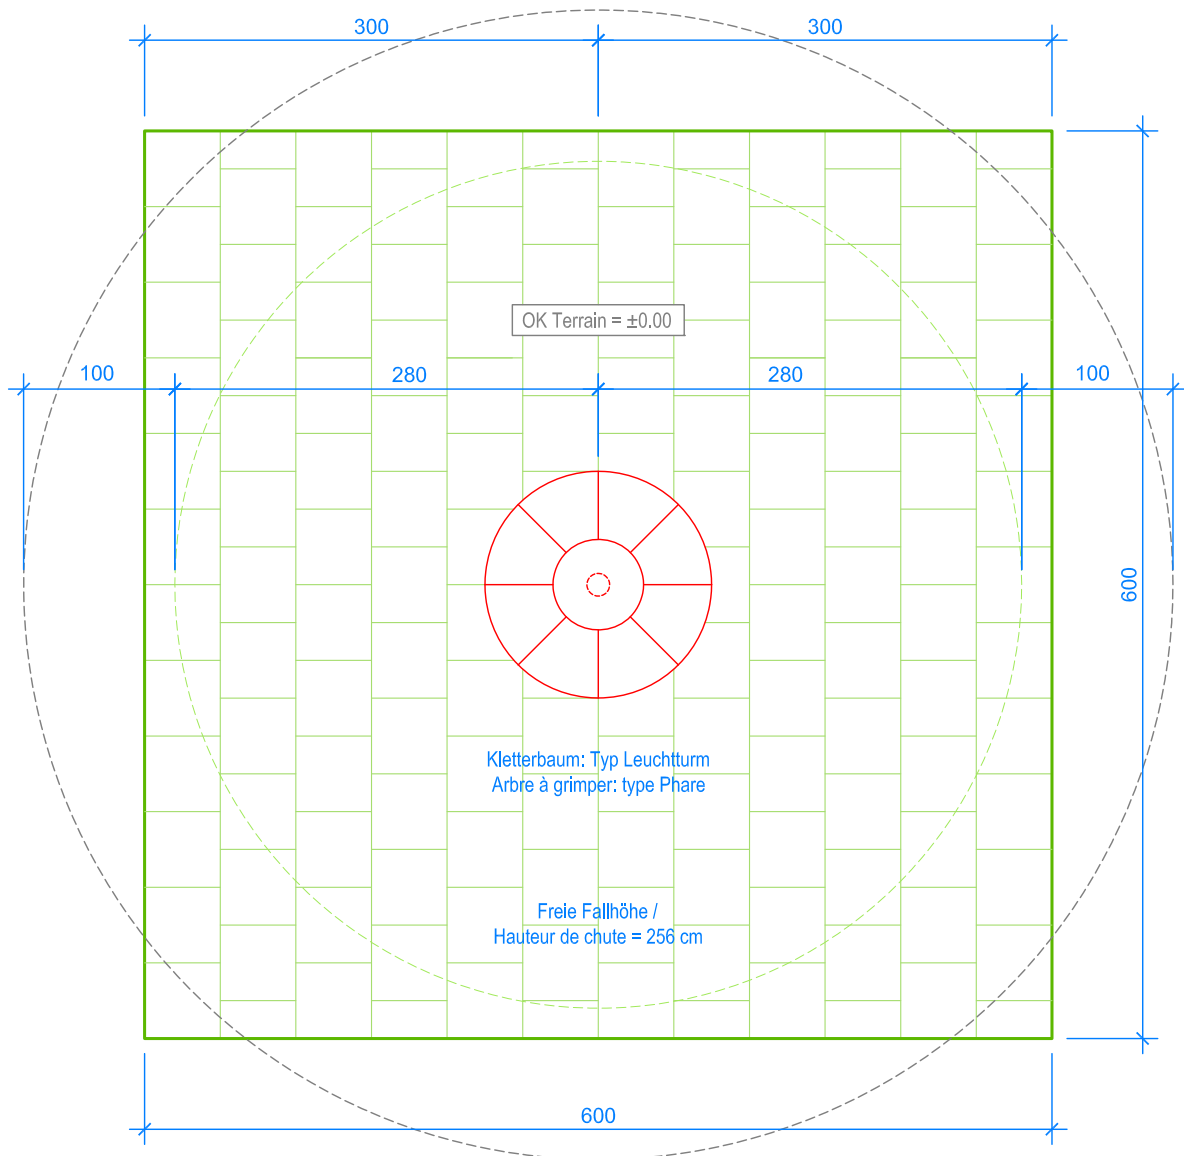 300
300
OK Terrain = ±0.00
100
280
280
100
600
Kletterbaum: Typ Leuchtturm
Arbre à grimper: type Phare
Freie Fallhöhe /
Hauteur de chute = 256 cm
600